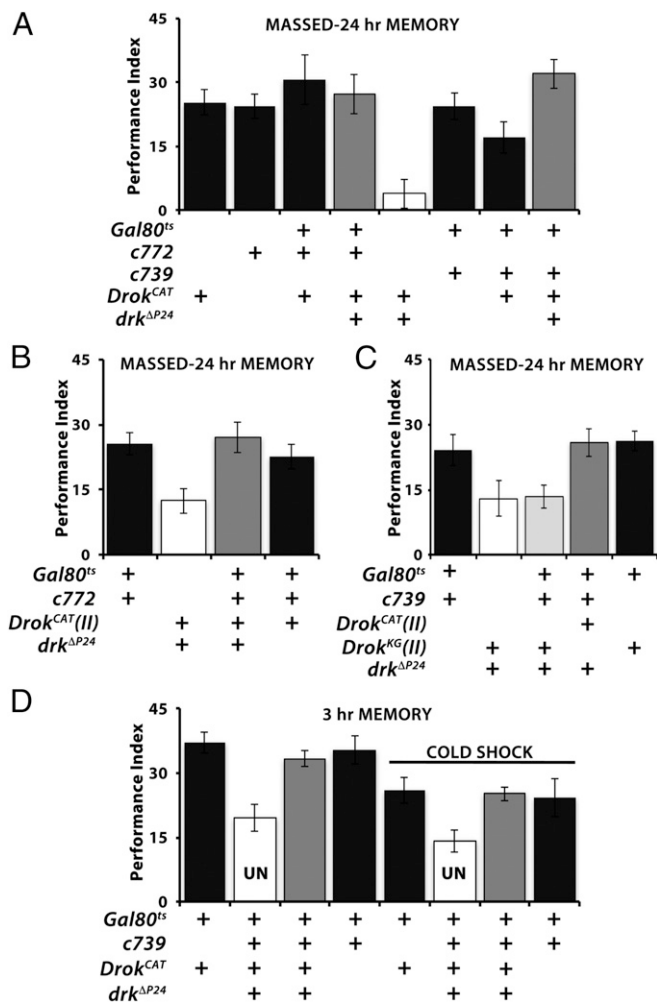 A
MASSED-24 hr MEMORY
Performance Index
45
30
15
0
Gal80ts + + + + +
c772 + + +
c739 + + +
DrokCAT + + + + + +
drkΔP24 + + +
B
MASSED-24 hr MEMORY
Performance Index
45
30
15
0
Gal80ts + + +
c772 + + +
DrokCAT(II) + + +
drkΔP24 + +
C
MASSED-24 hr MEMORY
Performance Index
45
30
15
0
Gal80ts + + + +
c739 + + +
DrokCAT(II) +
DrokKG(II) + + +
drkΔP24 + + +
D
3 hr MEMORY
COLD SHOCK
Performance Index
45
30
15
0
UN
UN
Gal80ts + + + + + + + +
c739 + + + + + +
DrokCAT + + + + + +
drkΔP24 + + + +